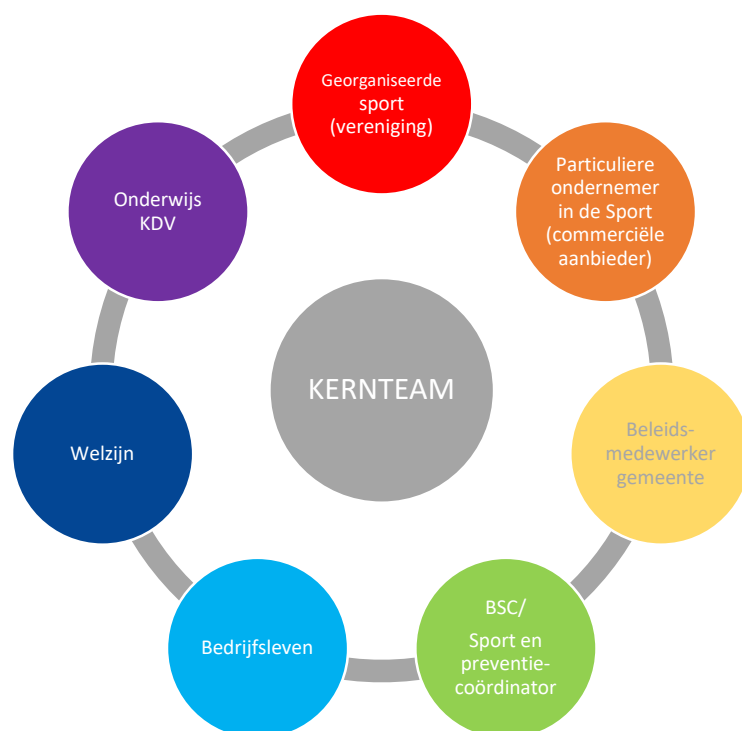 Georganiseerde
sport
(vereniging)
Particuliere
ondernemer
in de Sport
(commerciële
aanbieder)
Beleids-
medewerker
gemeente
BSC/
Sport en
preventie-
coördinator
Bedrijfsleven
Welzijn
Onderwijs
KDV
KERNTEAM